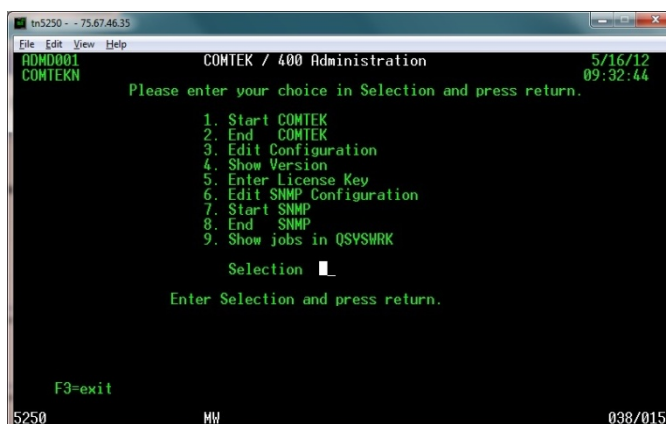 tn5250 - - 75.67.46.35
File Edit View Help
ADMD001 COMTEK / 400 Administration 5/16/12
COMTEKN 09:32:44
Please enter your choice in Selection and press return.
1. Start COMTEK
2. End COMTEK
3. Edit Configuration
4. Show Version
5. Enter License Key
6. Edit SNMP Configuration
7. Start SNMP
8. End SNMP
9. Show jobs in QSYSWRK
Selection _
Enter Selection and press return.
F3=exit
5250 MW 038/015